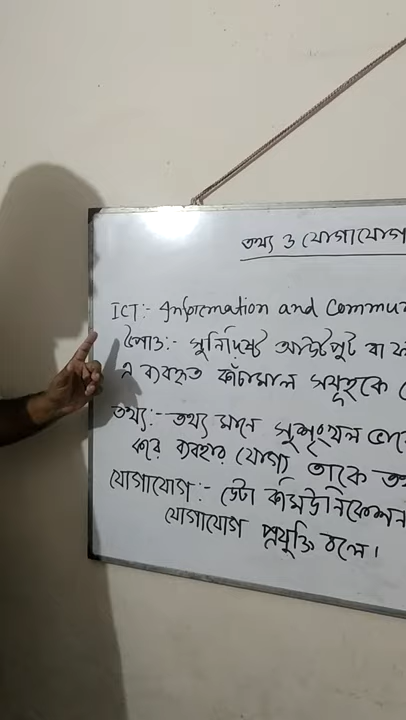 তথ্য ও যোগাযোগ
ICT:- Information and Commu
সুনির্দিষ্ট আউটপুট বা ফ
এ ব্যবহৃত কাঁচামাল সমূহকে
তথ্য:- তথ্য মানে সুশৃংখল ভাবে
করে ব্যবহার যোগ্য তাকে তথ
যোগাযোগ:- ডেটা কমিউনিকেশন
যোগাযোগ প্রযুক্তি বলে।